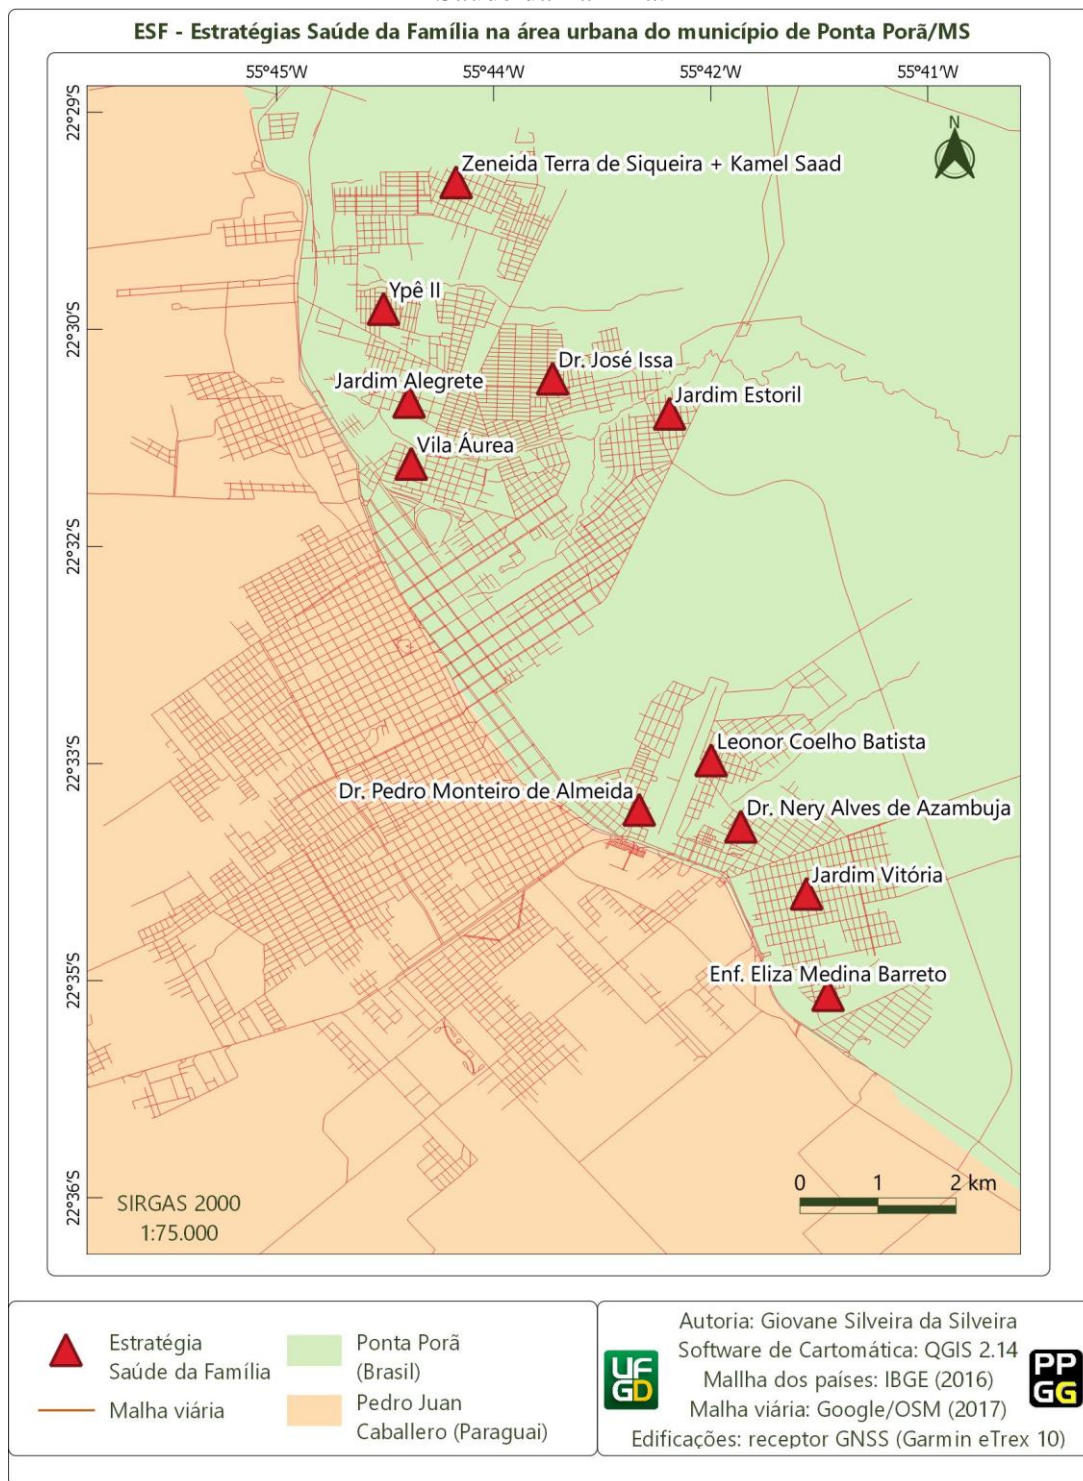 ESF - Estratégias Saúde da Família na área urbana do município de Ponta Porã/MS
55°45'W
55°44'W
55°42'W
55°41'W
22°29'S
22°30'S
22°32'S
22°33'S
22°35'S
22°36'S
N
Zeneida Terra de Siqueira + Kamel Saad
Ypê II
Dr. José Issa
Jardim Alegrete
Jardim Estoril
Vila Áurea
Leonor Coelho Batista
Dr. Pedro Monteiro de Almeida
Dr. Nery Alves de Azambuja
Jardim Vitória
Enf. Eliza Medina Barreto
0 1 2 km
SIRGAS 2000
1:75.000
Estratégia
Saúde da Família
Malha viária
Ponta Porã
(Brasil)
Pedro Juan
Caballero (Paraguai)
UF
GD
Autoria: Giovane Silveira da Silveira
Software de Cartomática: QGIS 2.14
Mallha dos países: IBGE (2016)
Malha viária: Google/OSM (2017)
Edificações: receptor GNSS (Garmin eTrex 10)
PP
GG